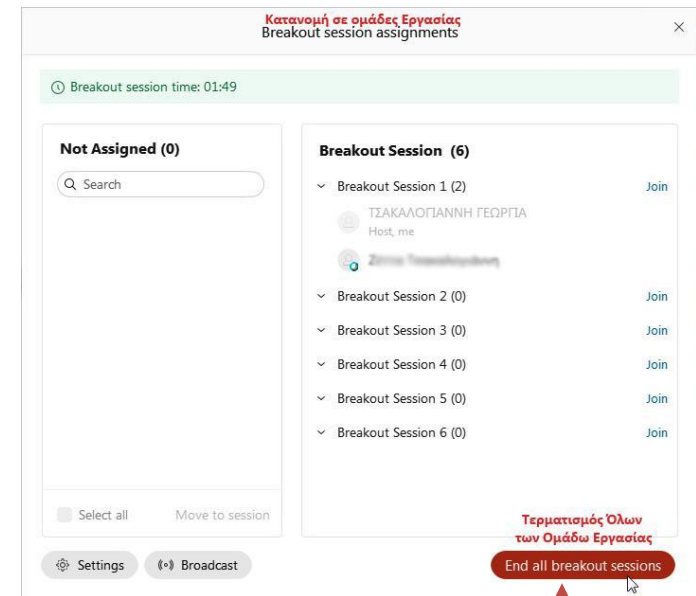 Κατανομή σε ομάδες Εργασίας
Breakout session assignments
Breakout session time: 01:49
Not Assigned (0)
Search
Select all Move to session
Breakout Session (6)
Breakout Session 1 (2) Join
ΤΣΑΚΑΛΟΓΙΑΝΝΗ ΓΕΩΡΓΙΑ
Host, me
Breakout Session 2 (0) Join
Breakout Session 3 (0) Join
Breakout Session 4 (0) Join
Breakout Session 5 (0) Join
Breakout Session 6 (0) Join
Τερματισμός Όλων
των Ομάδω Εργασίας
Settings Broadcast End all breakout sessions